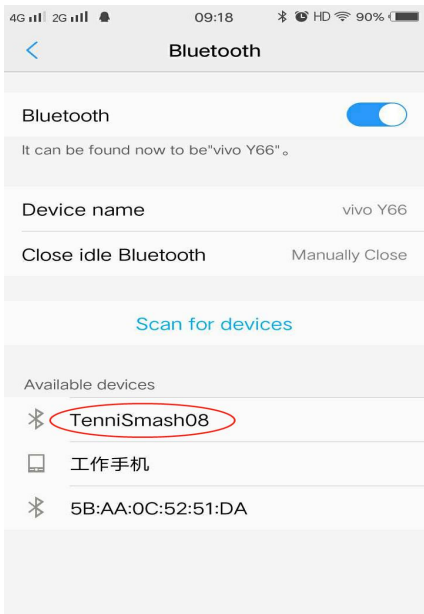 4G 2G 09:18 HD 90%
Bluetooth
Bluetooth
It can be found now to be"vivo Y66"。
Device name vivo Y66
Close idle Bluetooth Manually Close
Scan for devices
Available devices
TenniSmash08
工作手机
5B:AA:0C:52:51:DA